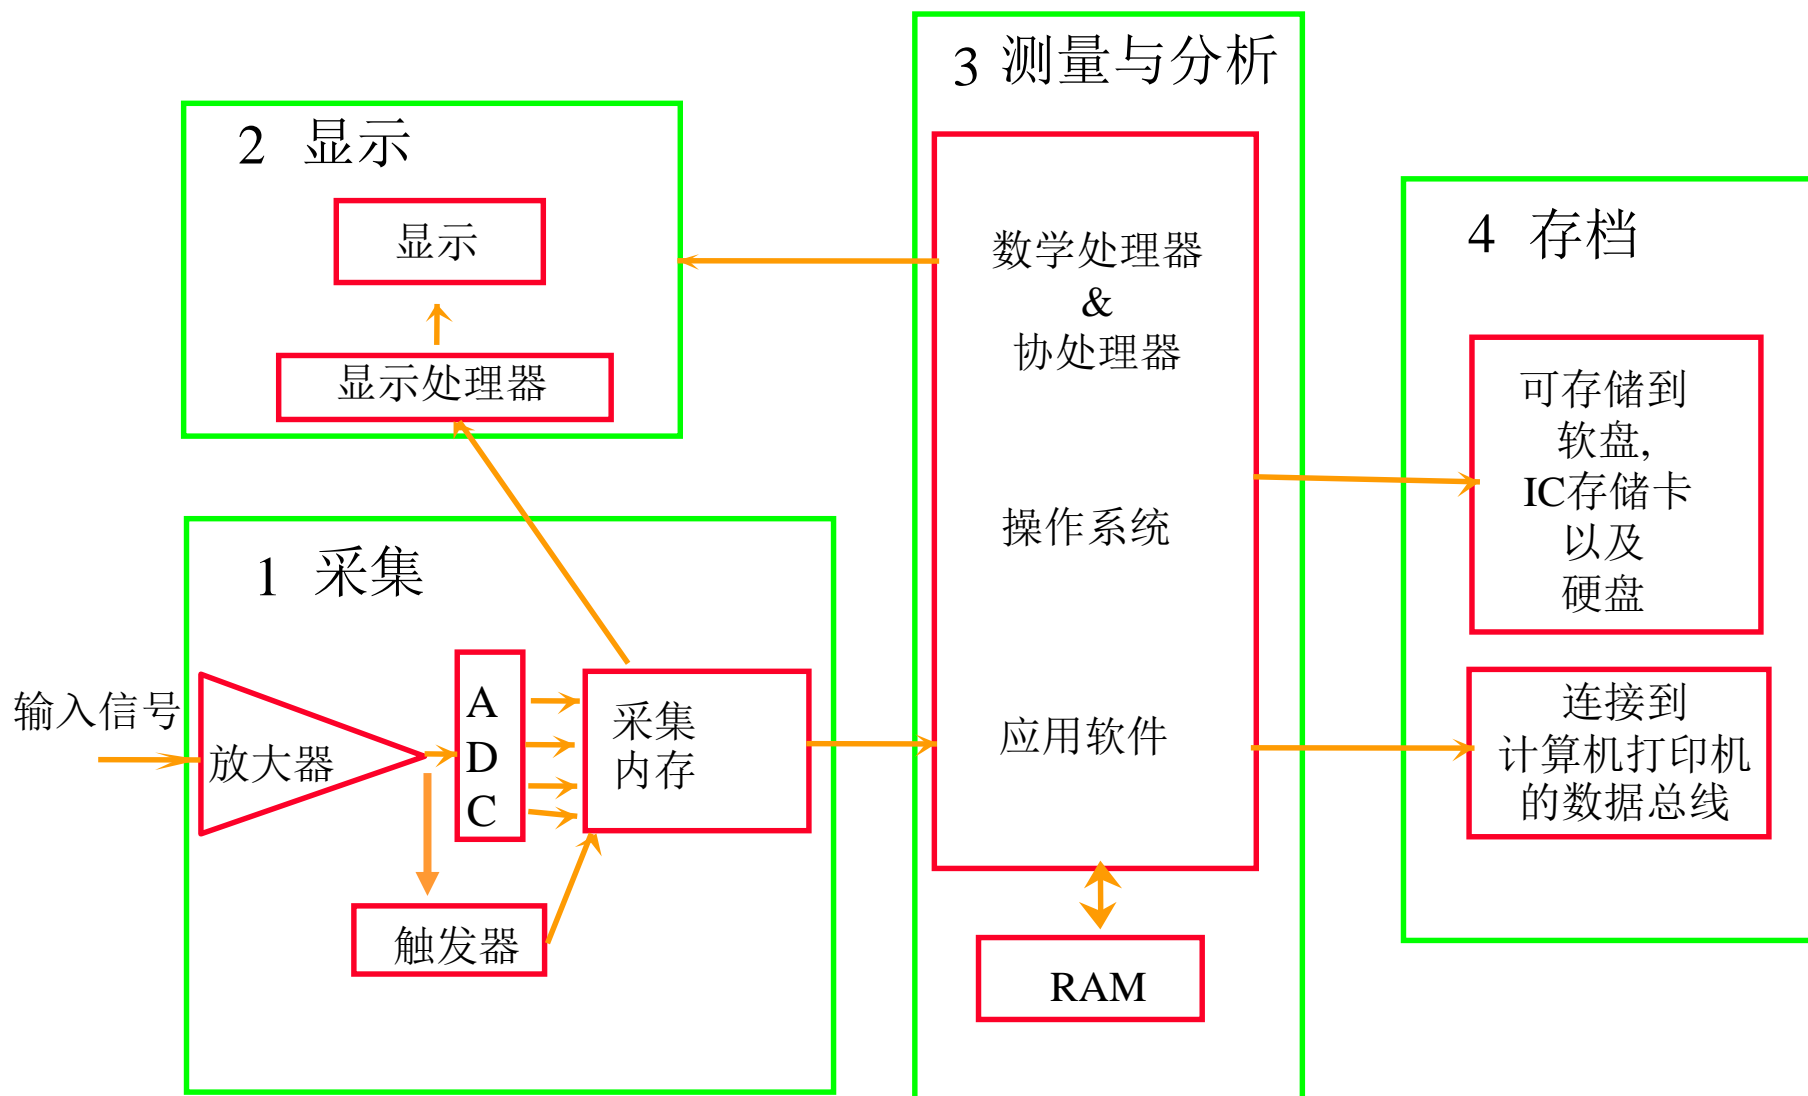 3 测量与分析
2 显示
显示
显示处理器
数学处理器
&
协处理器
操作系统
应用软件
RAM
4 存档
可存储到
软盘,
IC存储卡
以及
硬盘
连接到
计算机打印机
的数据总线
1 采集
输入信号
放大器
A
D
C
采集
内存
触发器